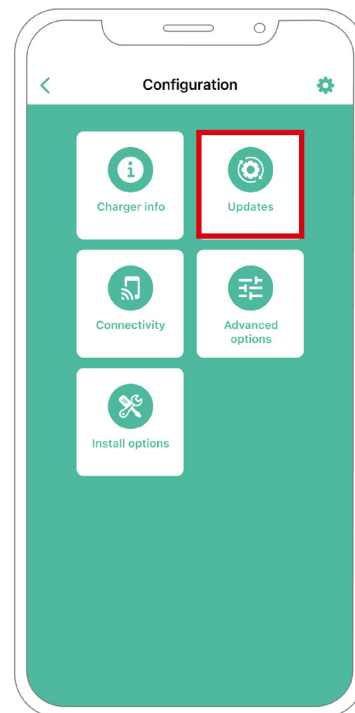 Configuration
Charger info
Updates
Connectivity
Advanced
options
Install options